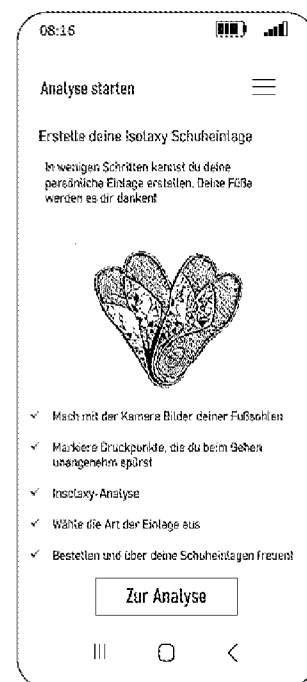 08:16
Analyse starten
Erstelle deine Isolaxy Schuheinlage
In wenigen Schritten kannst du deine
persönliche Einlage erstellen. Deine Füße
werden es dir danken!
Mach mit der Kamera Bilder deiner Fußsohlen
Markiere Druckpunkte, die du beim Gehen
unangenehm spürst
Insolaxy-Analyse
Wähle die Art der Einlage aus
Bestellen und über deine Schuheinlagen freuen!
Zur Analyse